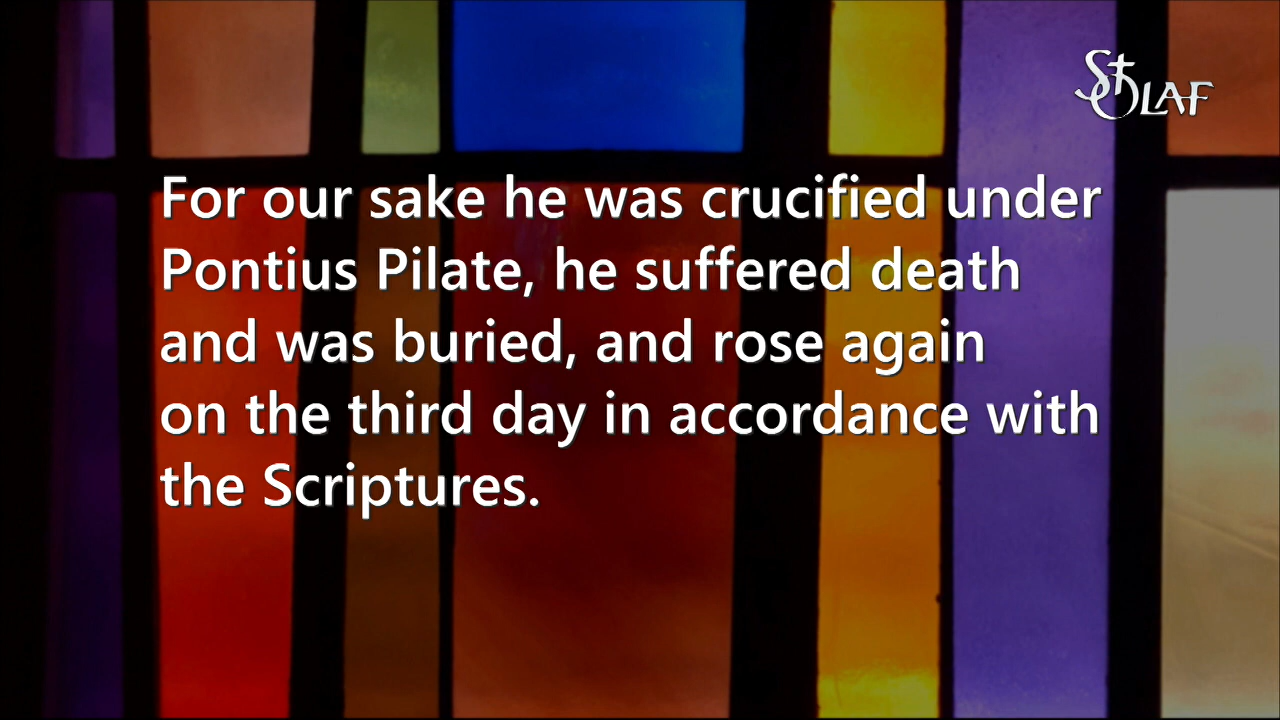 St OLAF
For our sake he was crucified under
Pontius Pilate, he suffered death
and was buried, and rose again
on the third day in accordance with
the Scriptures.